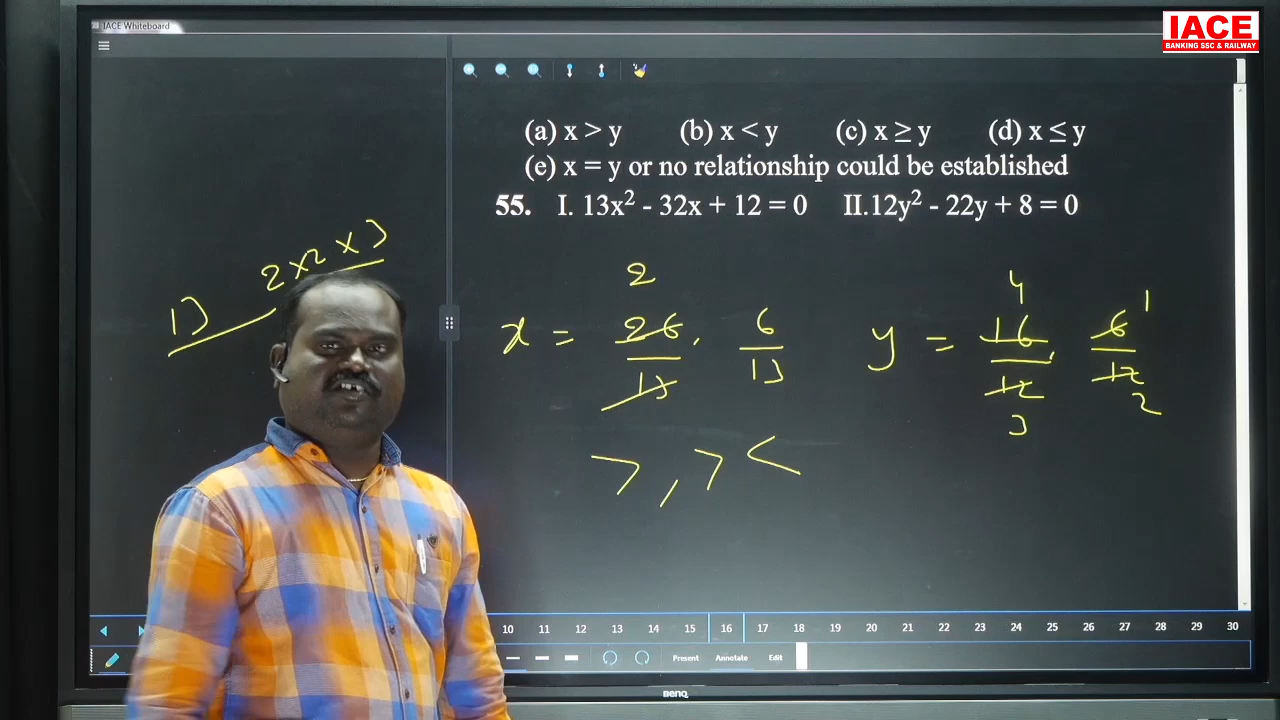 IACE Whiteboard
IACE
BANKING SSC & RAILWAY
(a) x > y (b) x < y (c) x ≥ y (d) x ≤ y
(e) x = y or no relationship could be established
55. I. 13x² - 32x + 12 = 0 II.12y² - 22y + 8 = 0
13 2×2×3
2 4 1
x = 26/13, 6/13 y = 16/12, 6/12
3 2
>, > <
10 11 12 13 14 15 16 17 18 19 20 21 22 23 24 25 26 27 28 29 30
Present Annotate Edit
BenQ